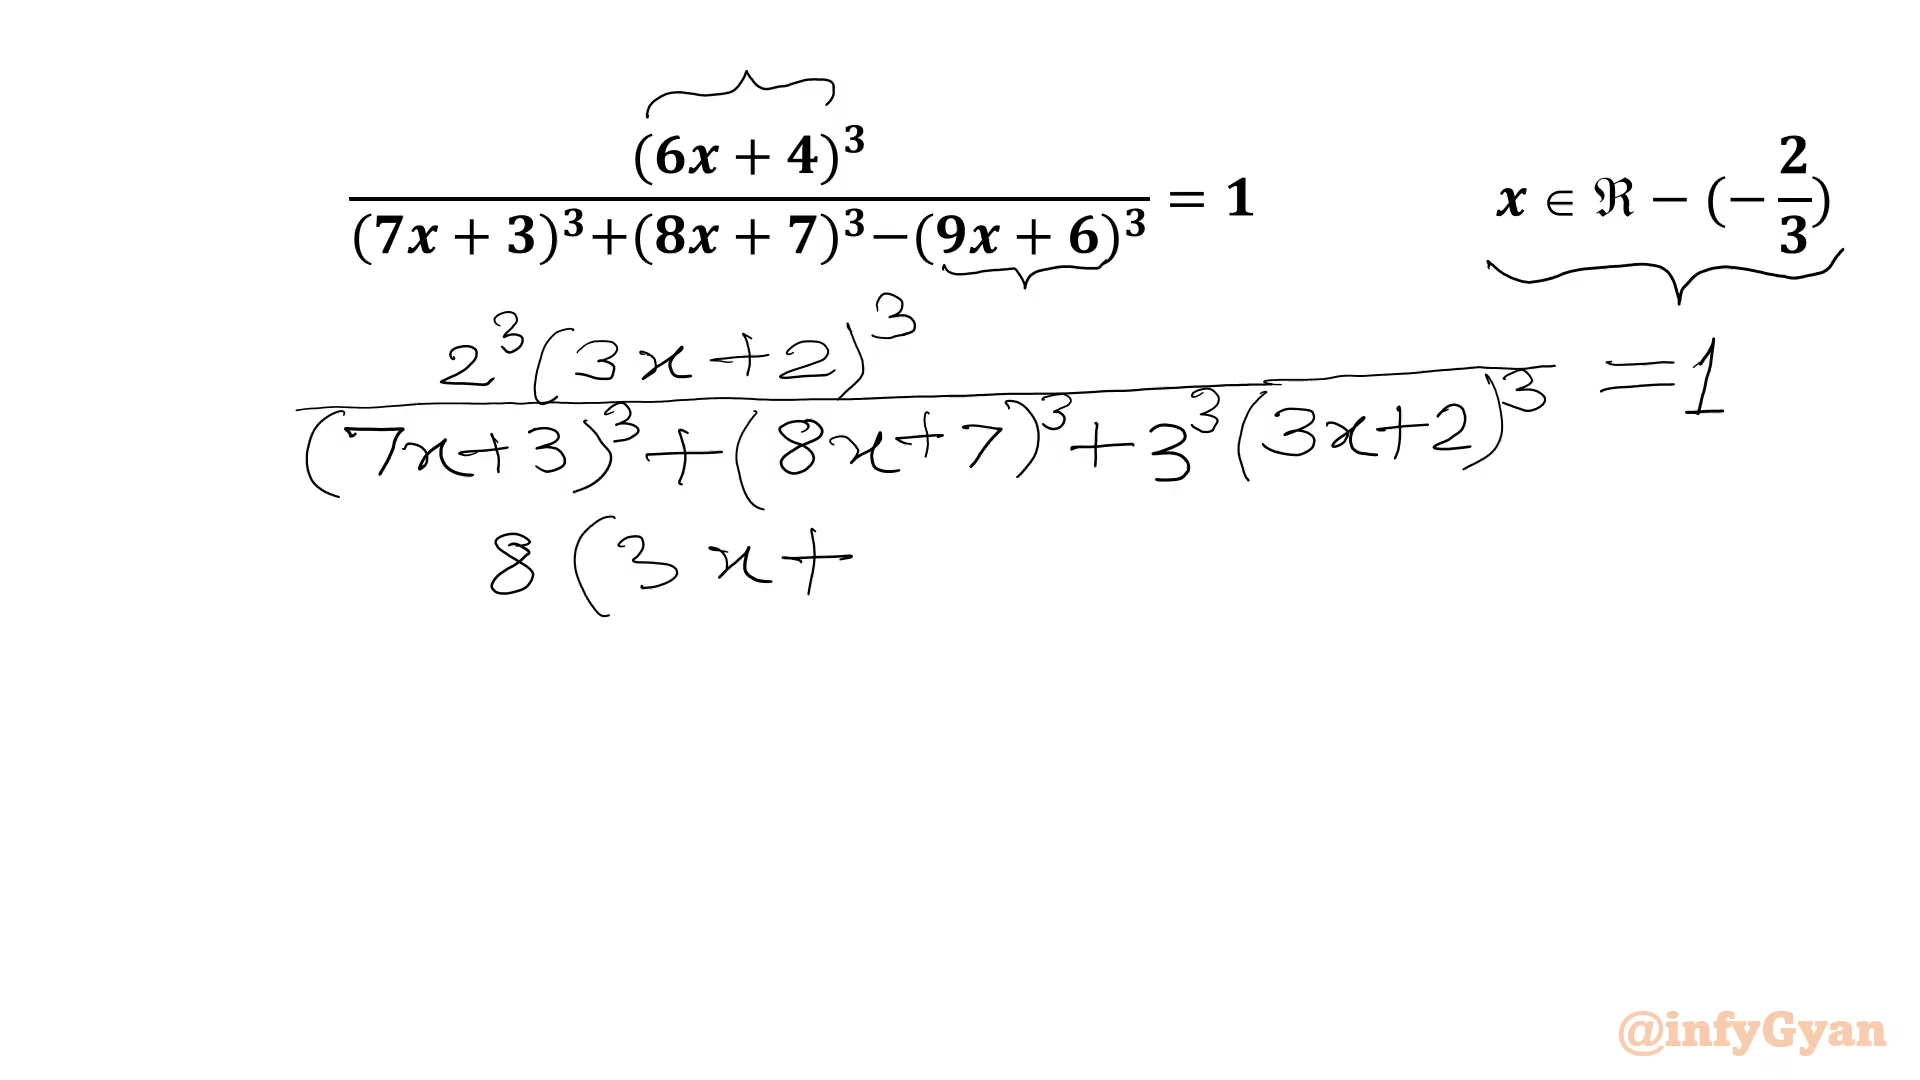 (6x + 4)³
(7x + 3)³+(8x + 7)³−(9x + 6)³
= 1
x ∈ ℜ − (−2/3)
2³(3x+2)³
(7x+3)³+(8x+7)³+3³(3x+2)³
=1
8(3x+
@infyGyan